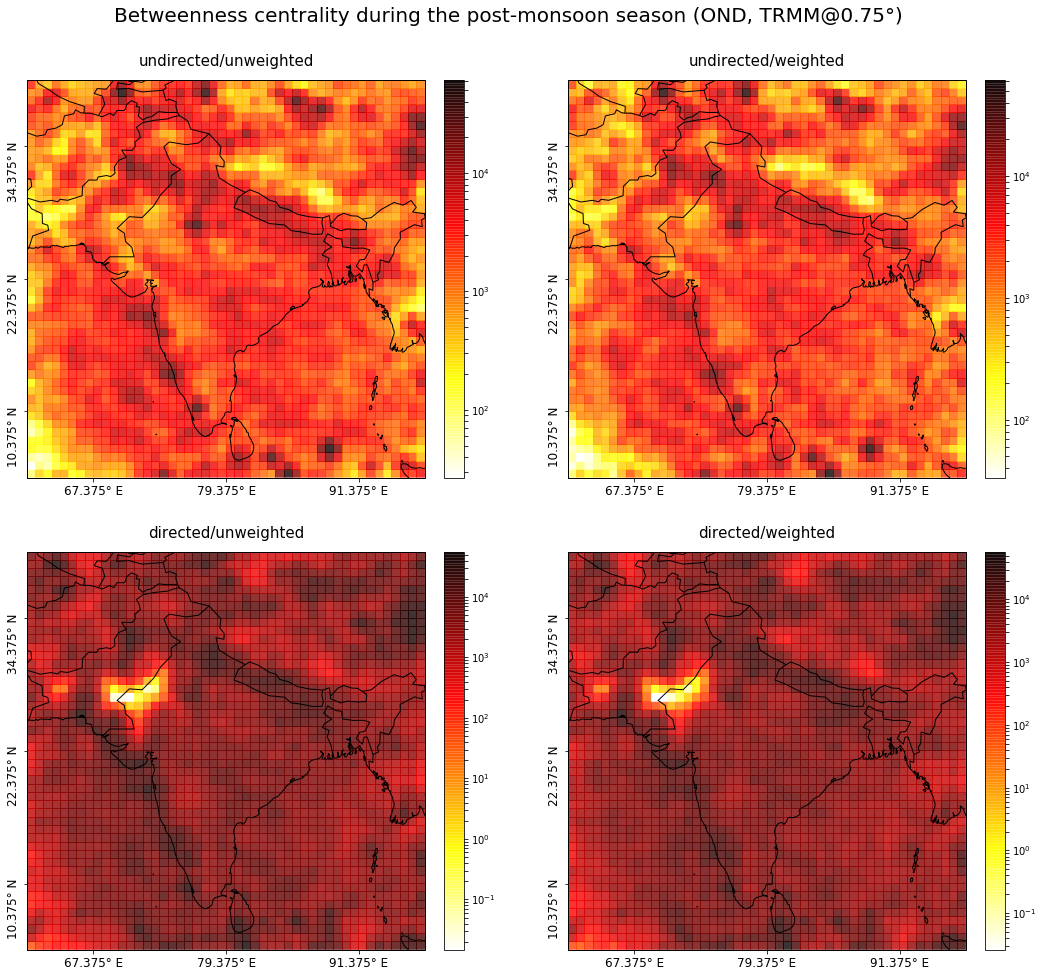 Betweenness centrality during the post-monsoon season (OND, TRMM@0.75°)
undirected/unweighted
undirected/weighted
34.375° N
22.375° N
10.375° N
67.375° E
79.375° E
91.375° E
10⁴
10³
10²
34.375° N
22.375° N
10.375° N
67.375° E
79.375° E
91.375° E
10⁴
10³
10²
directed/unweighted
directed/weighted
34.375° N
22.375° N
10.375° N
67.375° E
79.375° E
91.375° E
10⁴
10³
10²
10¹
10⁰
10⁻¹
34.375° N
22.375° N
10.375° N
67.375° E
79.375° E
91.375° E
10⁴
10³
10²
10¹
10⁰
10⁻¹